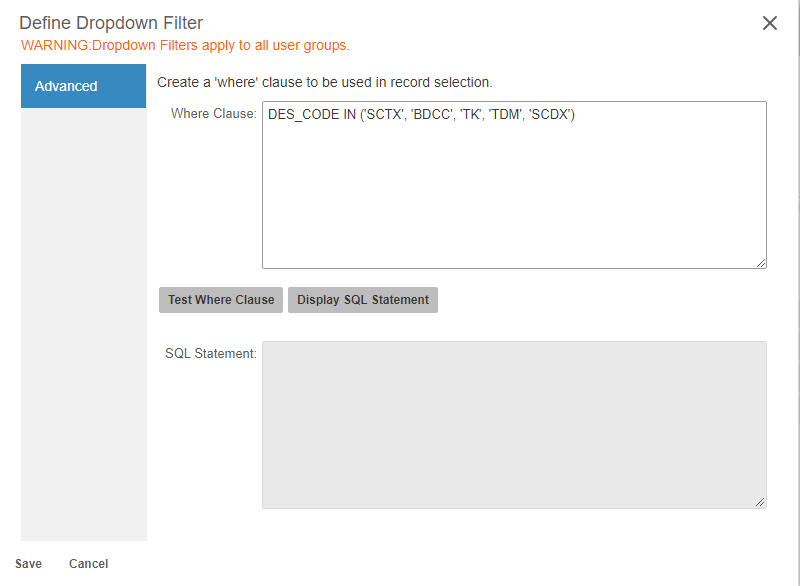 Define Dropdown Filter
WARNING:Dropdown Filters apply to all user groups.
Advanced
Create a 'where' clause to be used in record selection.
Where Clause: DES_CODE IN ('SCTX', 'BDCC', 'TK', 'TDM', 'SCDX')
Test Where Clause Display SQL Statement
SQL Statement:
Save Cancel